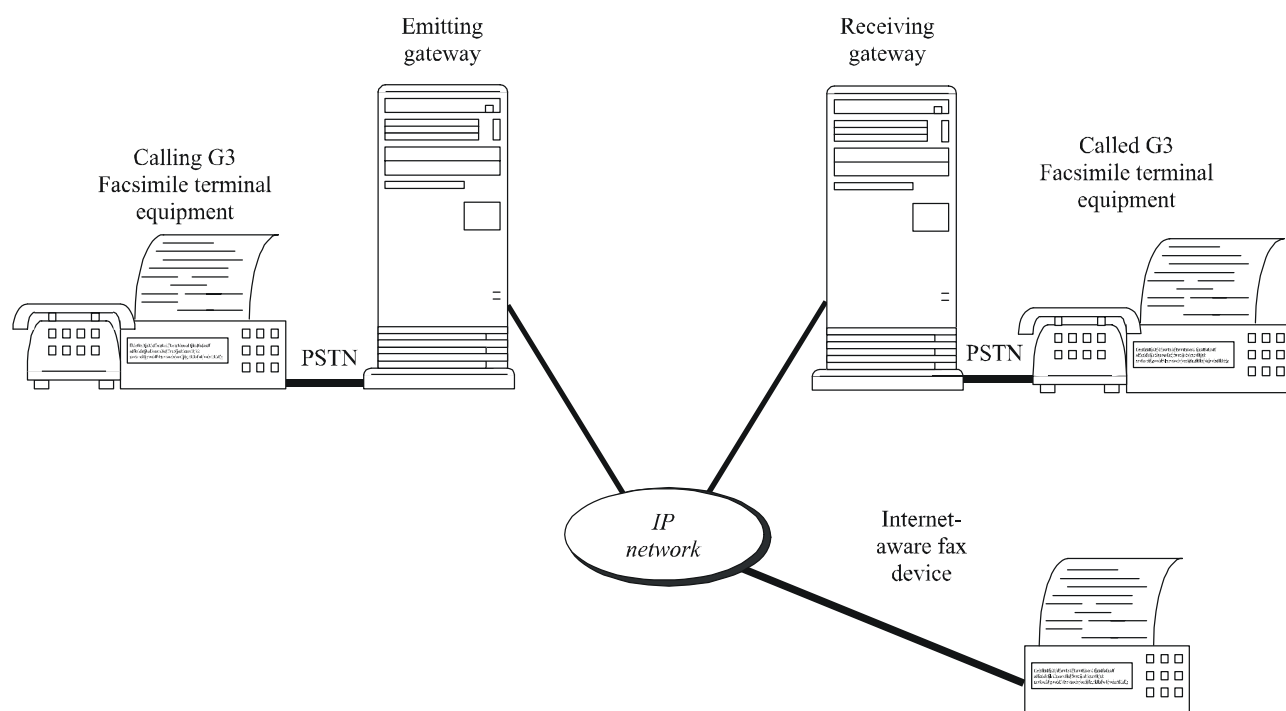 Emitting
gateway
Receiving
gateway
Calling G3
Facsimile terminal
equipment
Called G3
Facsimile terminal
equipment
PSTN
PSTN
IP
network
Internet-
aware fax
device